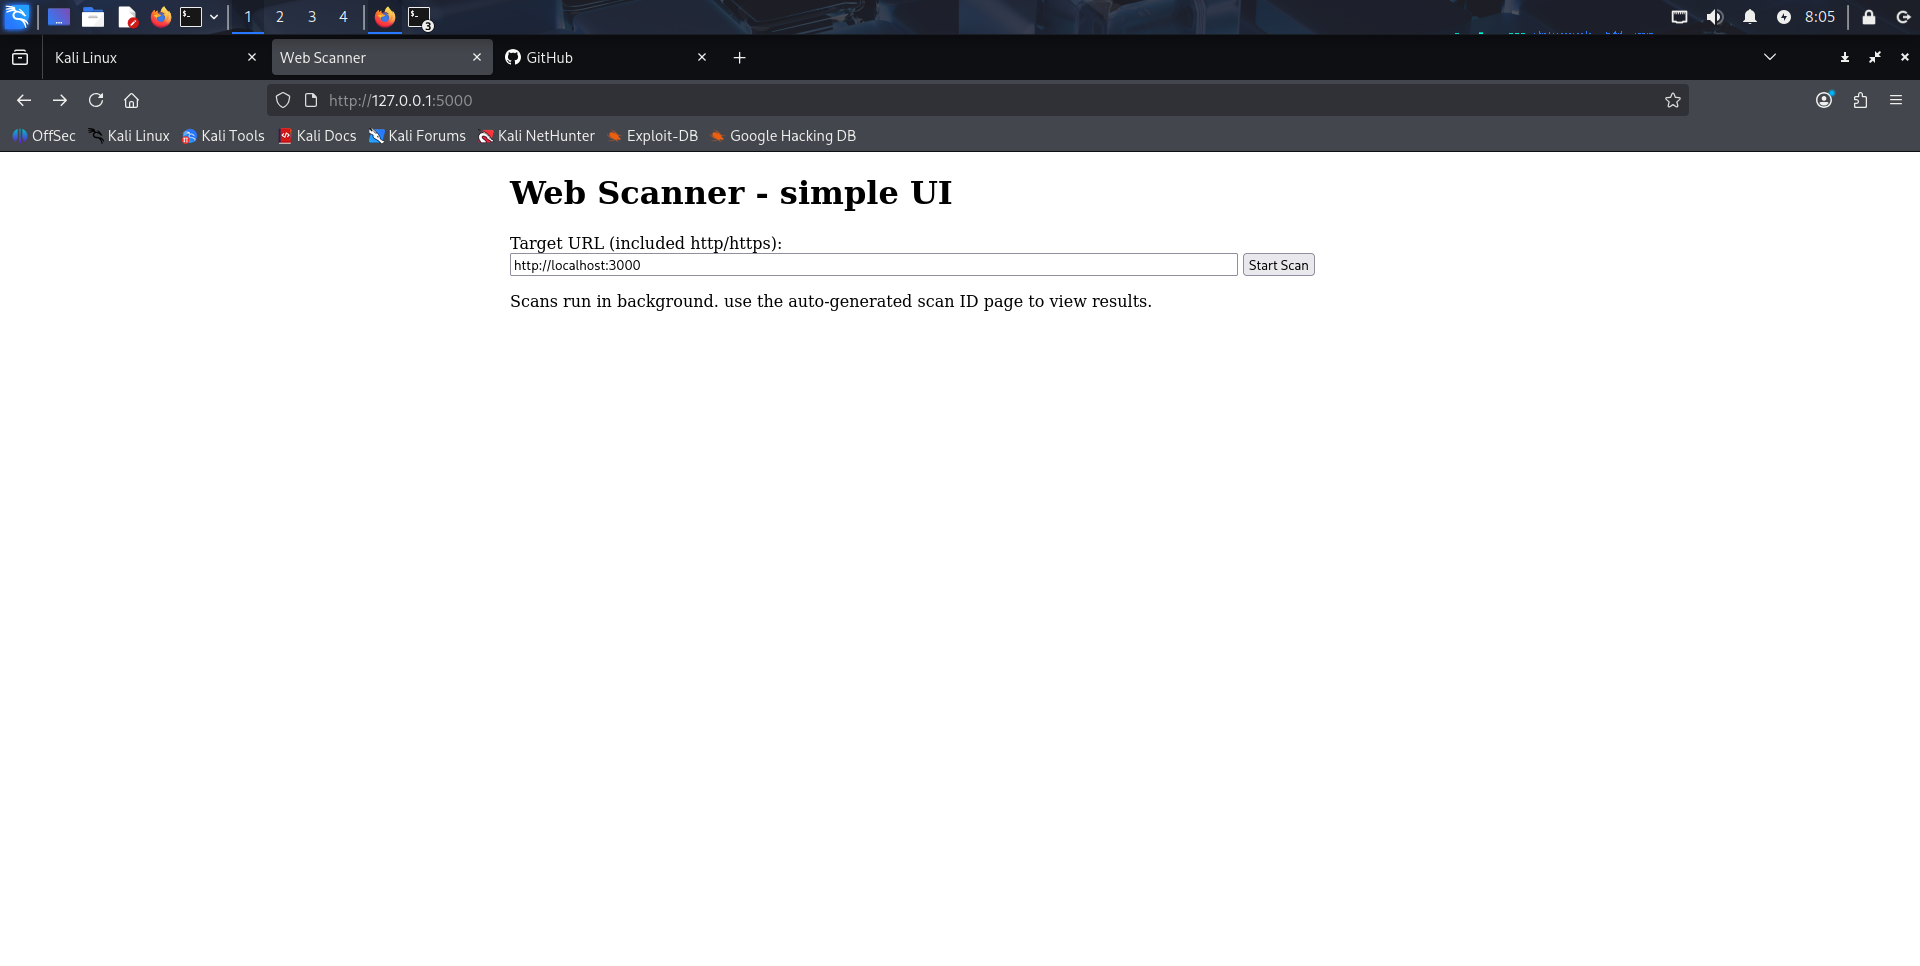 1 2 3 4 3 8:05
Kali Linux Web Scanner GitHub
http://127.0.0.1:5000
OffSec Kali Linux Kali Tools Kali Docs Kali Forums Kali NetHunter Exploit-DB Google Hacking DB
Web Scanner - simple UI
Target URL (included http/https):
http://localhost:3000 Start Scan
Scans run in background. use the auto-generated scan ID page to view results.